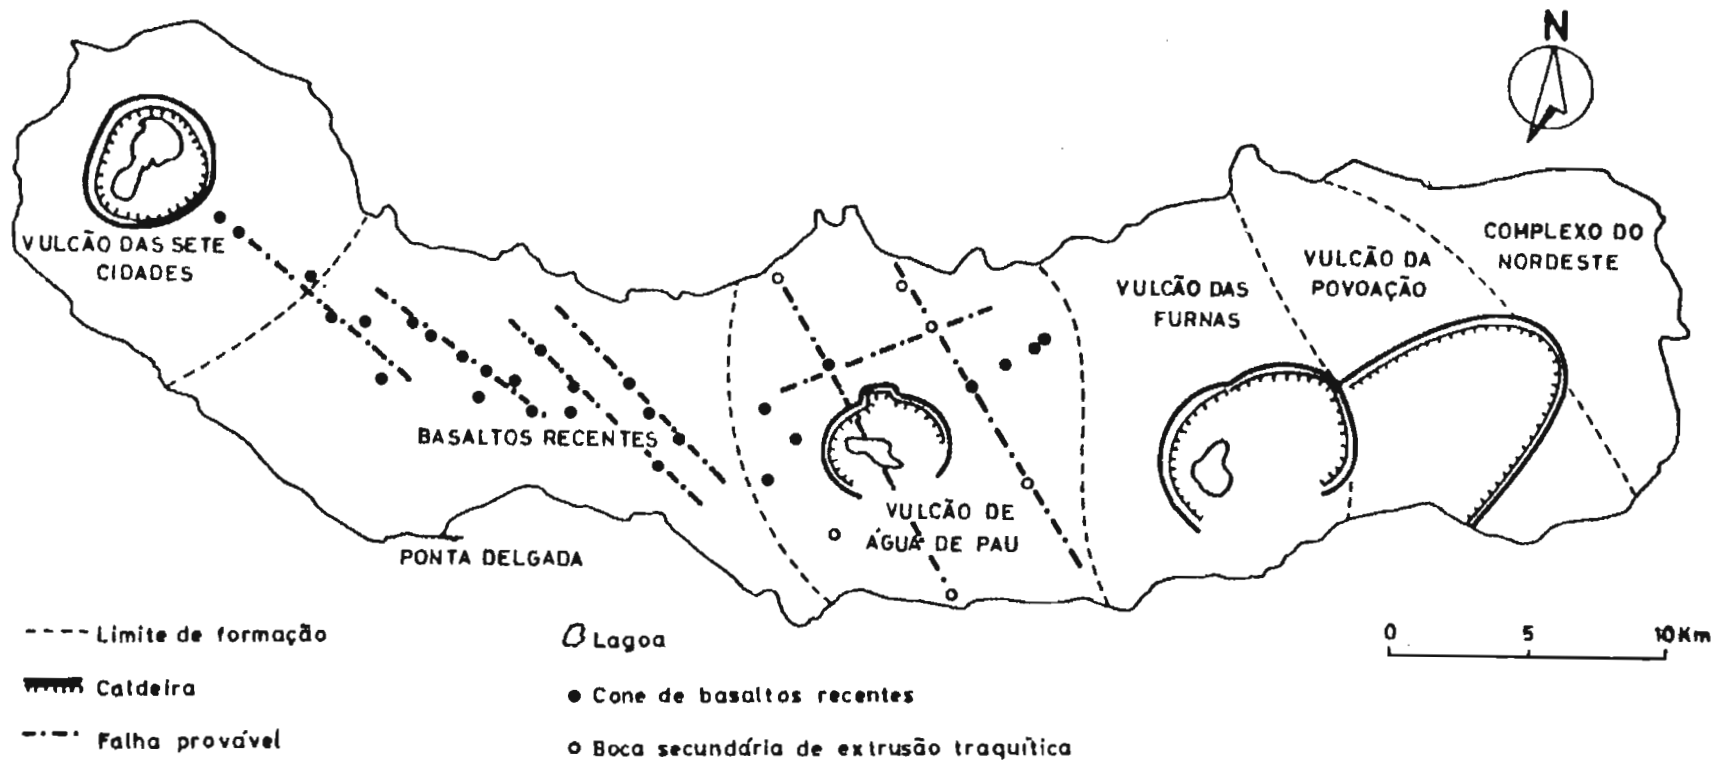 N
VULCÃO DAS SETE
CIDADES
COMPLEXO DO
NORDESTE
VULCÃO DA
POVOAÇÃO
VULCÃO DAS
FURNAS
BASALTOS RECENTES
VULCÃO DE
ÁGUA DE PAU
PONTA DELGADA
Limite de formação
Caldeira
Falha provável
Lagoa
Cone de basaltos recentes
Boca secundária de extrusão traquítica
0 5 10 Km